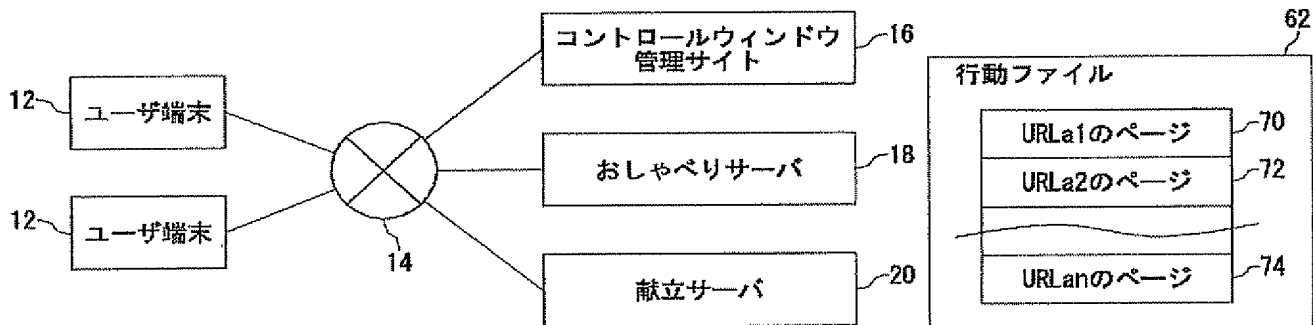 コントロールウィンドウ
管理サイト
16
12
ユーザ端末
おしゃべりサーバ
18
12
ユーザ端末
14
献立サーバ
20
62
行動ファイル
URLa1のページ
70
URLa2のページ
72
URLanのページ
74